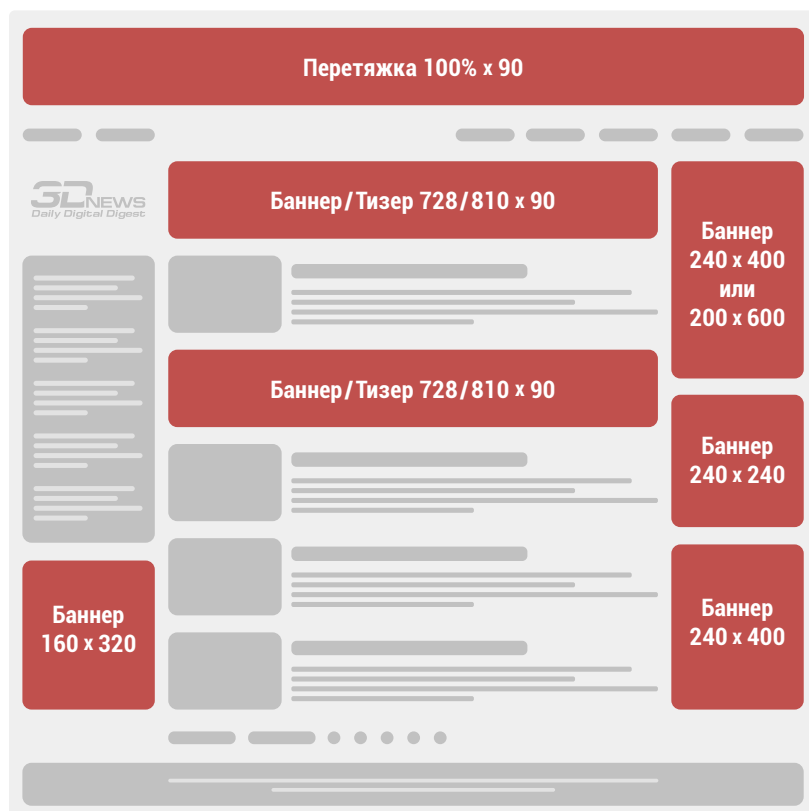 Перетяжка 100% x 90
3DNEWS
Daily Digital Digest
Баннер/Тизер 728/810 x 90
Баннер
240 x 400
или
200 x 600
Баннер/Тизер 728/810 x 90
Баннер
240 x 240
Баннер
160 x 320
Баннер
240 x 400